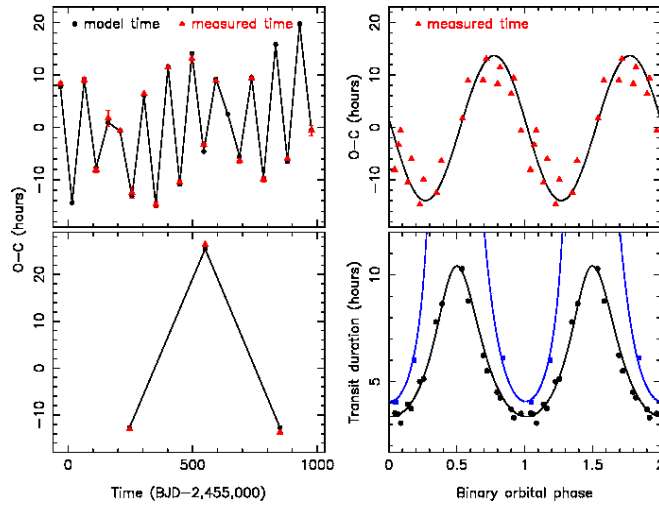 model time
measured time
20
10
0
−10
20
10
0
−10
O−C (hours)
0
500
1000
Time (BJD−2,455,000)
measured time
20
10
0
−10
O−C (hours)
10
5
Transit duration (hours)
0
0.5
1
1.5
2
Binary orbital phase